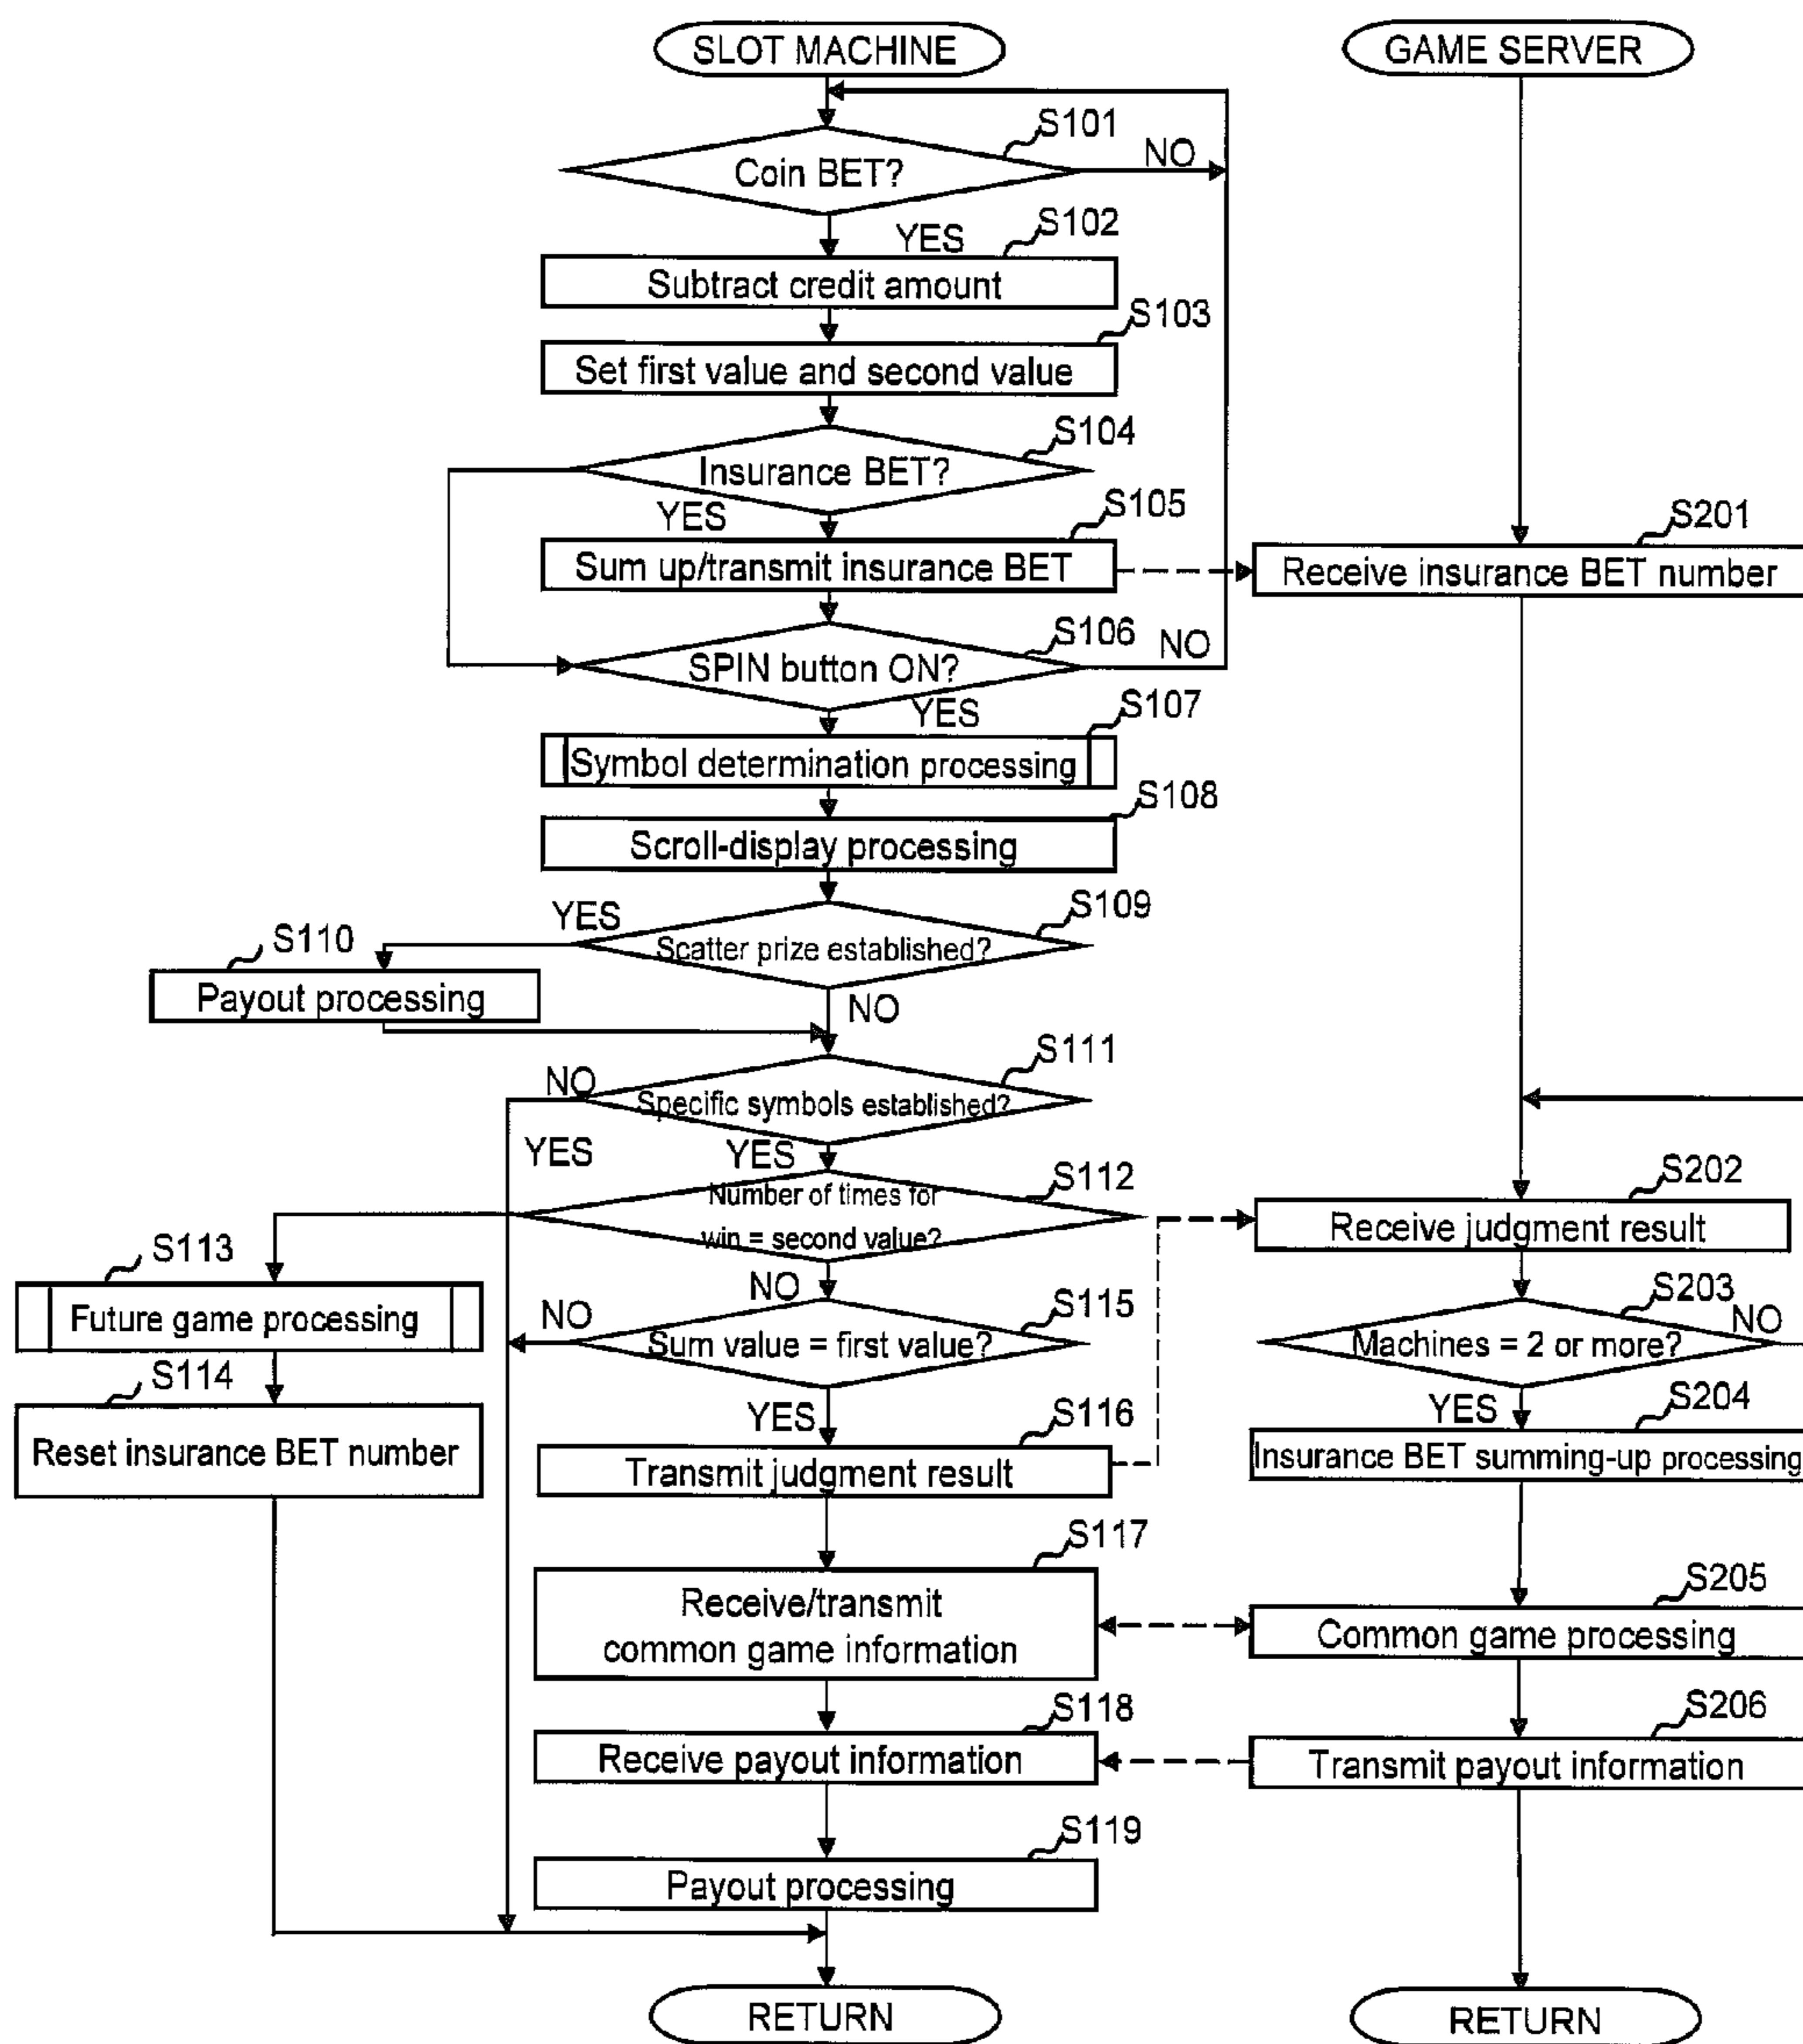 SLOT MACHINE
GAME SERVER
S101
Coin BET?
NO
YES
S102
Subtract credit amount
S103
Set first value and second value
S104
Insurance BET?
YES
S105
Sum up/transmit insurance BET
S201
Receive insurance BET number
S106
SPIN button ON?
NO
YES
S107
Symbol determination processing
S108
Scroll-display processing
S109
YES
Scatter prize established?
S110
Payout processing
NO
S111
NO
Specific symbols established?
YES
YES
S112
Number of times for
win = second value?
S202
Receive judgment result
S113
Future game processing
NO
S115
NO
Sum value = first value?
S203
NO
Machines = 2 or more?
S114
Reset insurance BET number
YES
S116
Transmit judgment result
YES
S204
Insurance BET summing-up processing
S117
Receive/transmit
common game information
S205
Common game processing
S118
Receive payout information
S206
Transmit payout information
S119
Payout processing
RETURN
RETURN